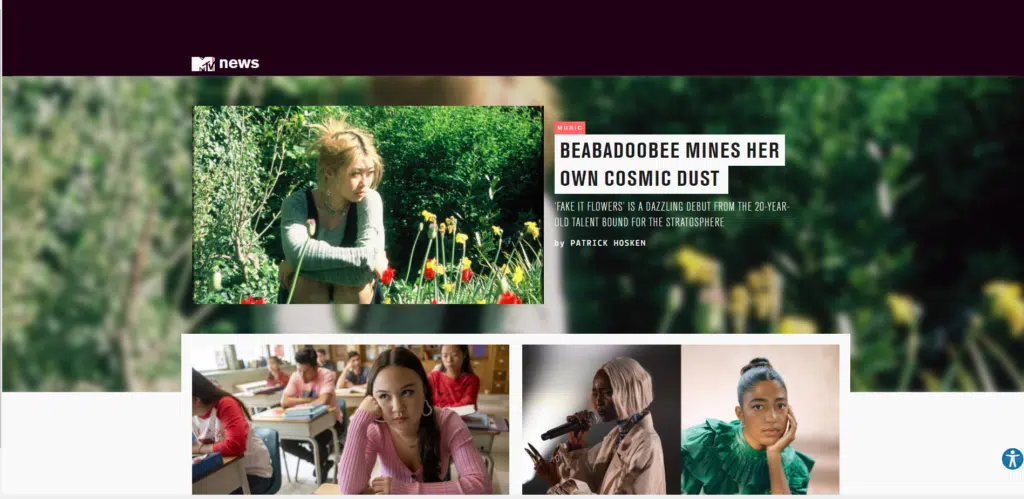 MTV news
MUSIC
BEABADOOBEE MINES HER
OWN COSMIC DUST
'FAKE IT FLOWERS' IS A DAZZLING DEBUT FROM THE 20-YEAR-
OLD TALENT BOUND FOR THE STRATOSPHERE
by PATRICK HOSKEN